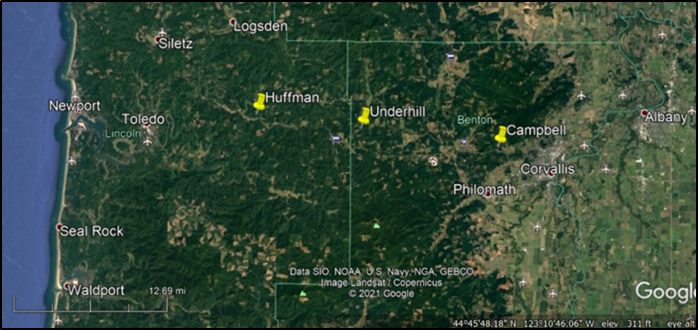 Logsden
Siletz
Huffman
Newport
Toledo
Lincoln
Underhill
Benton
Campbell
Albany
Corvallis
Philomath
Seal Rock
Waldport
12.69 mi
Data SIO, NOAA, U.S. Navy, NGA, GEBCO
Image Landsat / Copernicus
© 2021 Google
Googl
44°45'48.18" N 123°10'46.06" W elev 311 ft eye al